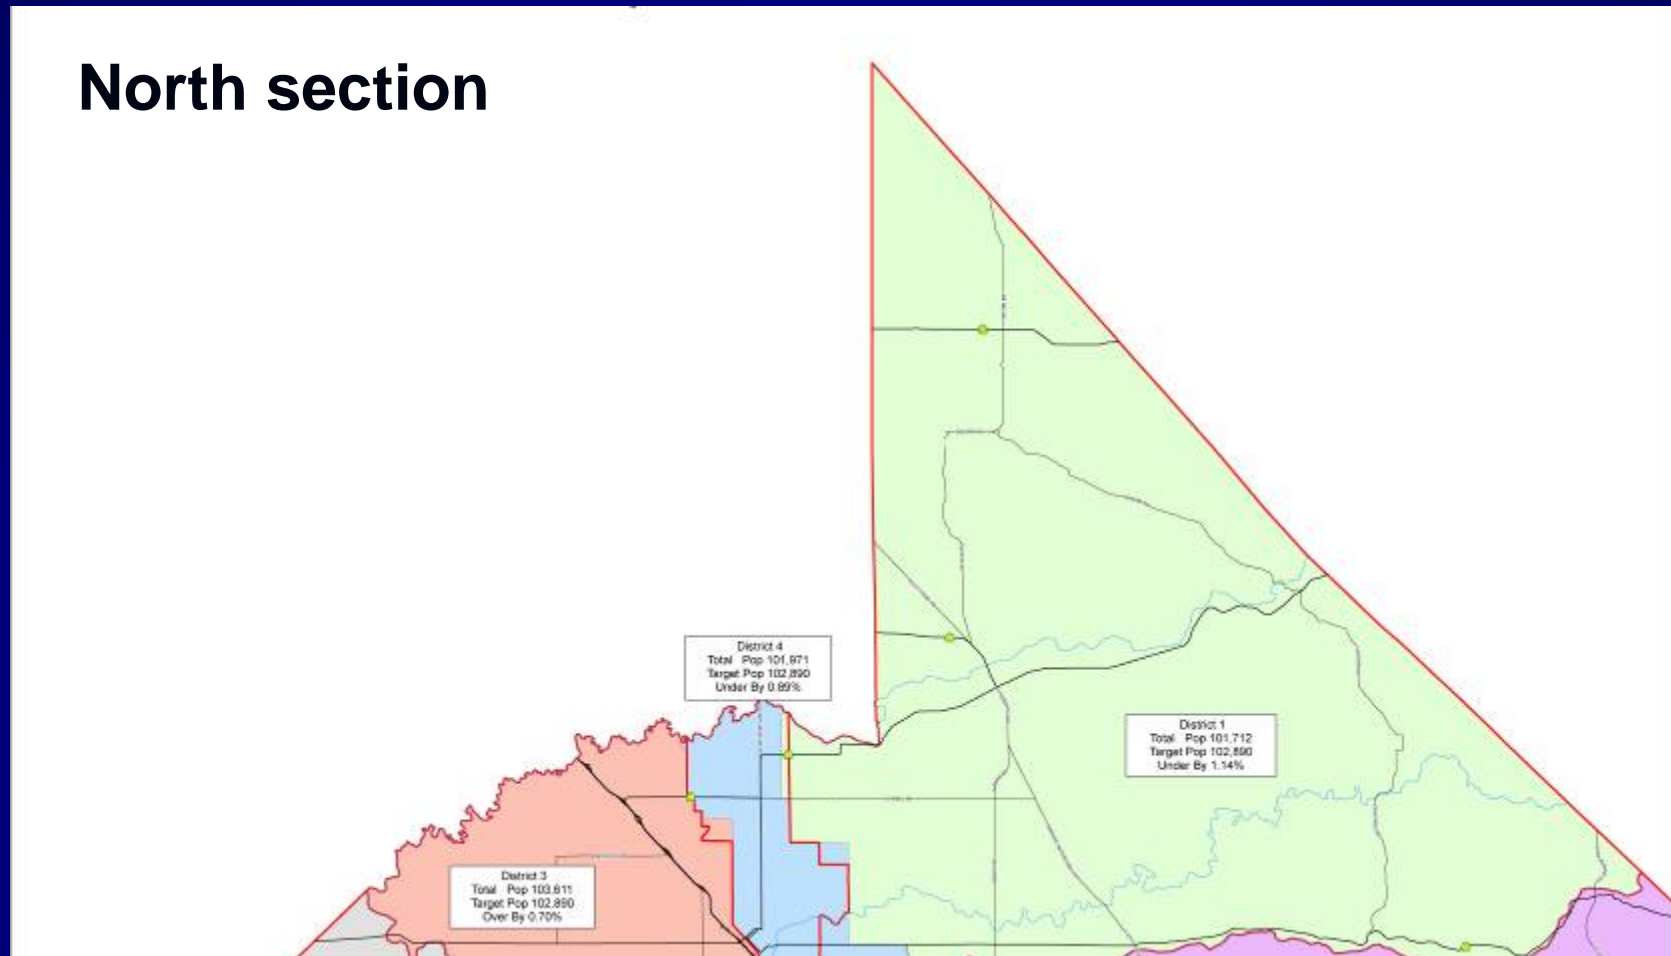 North section
District 4
Total Pop 101,971
Target Pop 102,890
Under By 0.89%
District 1
Total Pop 101,712
Target Pop 102,890
Under By 1.14%
District 3
Total Pop 103,611
Target Pop 102,890
Over By 0.70%